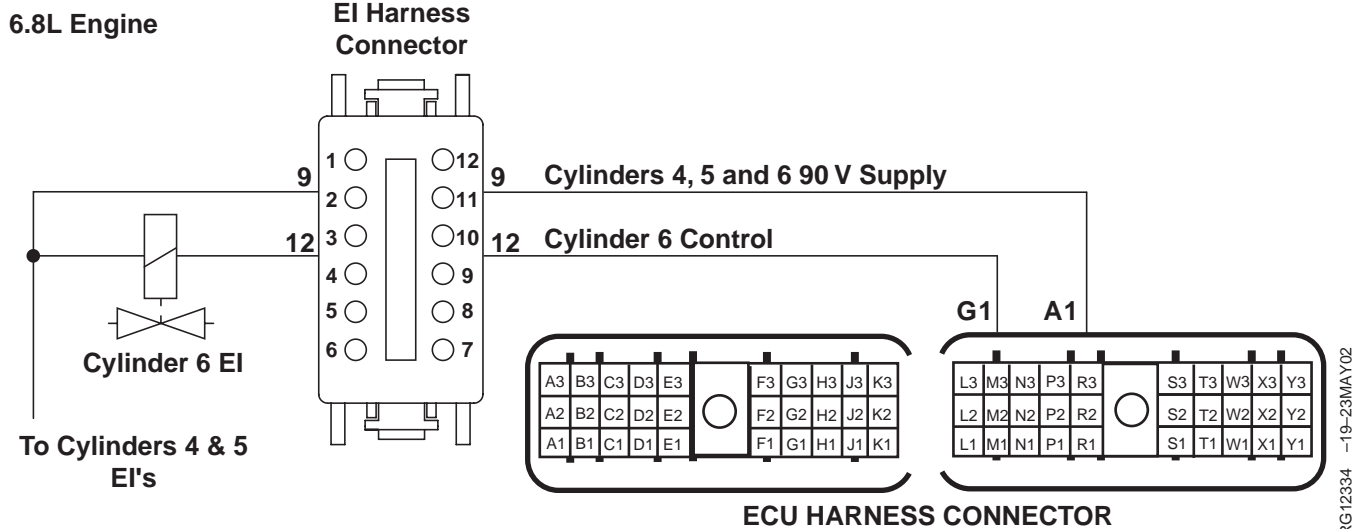 6.8L Engine
EI Harness
Connector
1 12
2 11
3 10
4 9
5 8
6 7
9
12
9 Cylinders 4, 5 and 6 90 V Supply
12 Cylinder 6 Control
G1 A1
Cylinder 6 EI
To Cylinders 4 & 5
EI's
A3 B3 C3 D3 E3 F3 G3 H3 J3 K3
A2 B2 C2 D2 E2 F2 G2 H2 J2 K2
A1 B1 C1 D1 E1 F1 G1 H1 J1 K1
L3 M3 N3 P3 R3 S3 T3 W3 X3 Y3
L2 M2 N2 P2 R2 S2 T2 W2 X2 Y2
L1 M1 N1 P1 R1 S1 T1 W1 X1 Y1
ECU HARNESS CONNECTOR
RG12334 –19–23MAY02